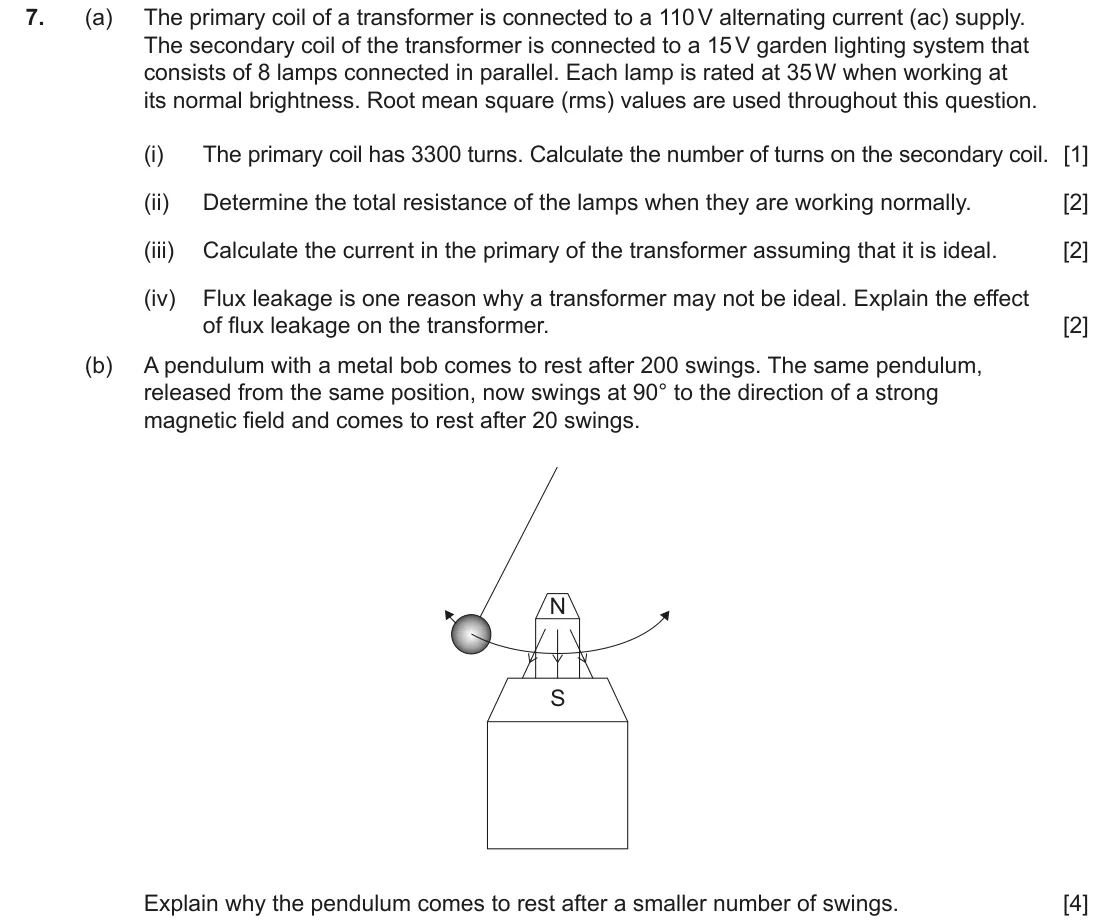 7. (a) The primary coil of a transformer is connected to a 110 V alternating current (ac) supply.
The secondary coil of the transformer is connected to a 15 V garden lighting system that
consists of 8 lamps connected in parallel. Each lamp is rated at 35 W when working at
its normal brightness. Root mean square (rms) values are used throughout this question.
(i) The primary coil has 3300 turns. Calculate the number of turns on the secondary coil. [1]
(ii) Determine the total resistance of the lamps when they are working normally. [2]
(iii) Calculate the current in the primary of the transformer assuming that it is ideal. [2]
(iv) Flux leakage is one reason why a transformer may not be ideal. Explain the effect
of flux leakage on the transformer. [2]
(b) A pendulum with a metal bob comes to rest after 200 swings. The same pendulum,
released from the same position, now swings at 90° to the direction of a strong
magnetic field and comes to rest after 20 swings.
N
S
Explain why the pendulum comes to rest after a smaller number of swings. [4]